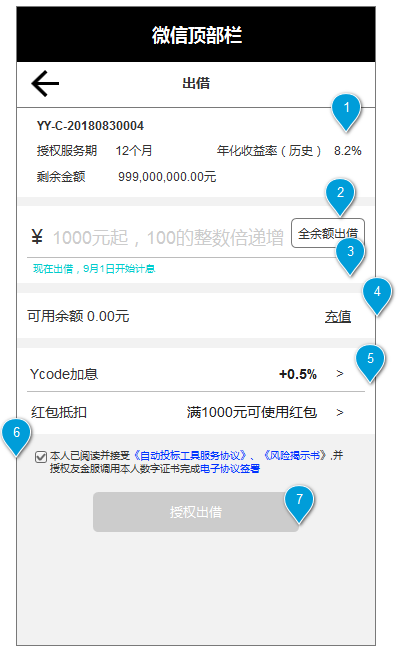 微信顶部栏
出借
1
YY-C-20180830004
授权服务期 12个月 年化收益率（历史） 8.2%
剩余金额 999,000,000.00元
2
¥ 1000元起，100的整数倍递增 全余额出借
3
现在出借，9月1日开始计息
4
可用余额 0.00元 充值
5
Ycode加息 +0.5% >
红包抵扣 满1000元可使用红包 >
6
本人已阅读并接受《自动投标工具服务协议》、《风险揭示书》,并
授权友金服调用本人数字证书完成电子协议签署
7
授权出借